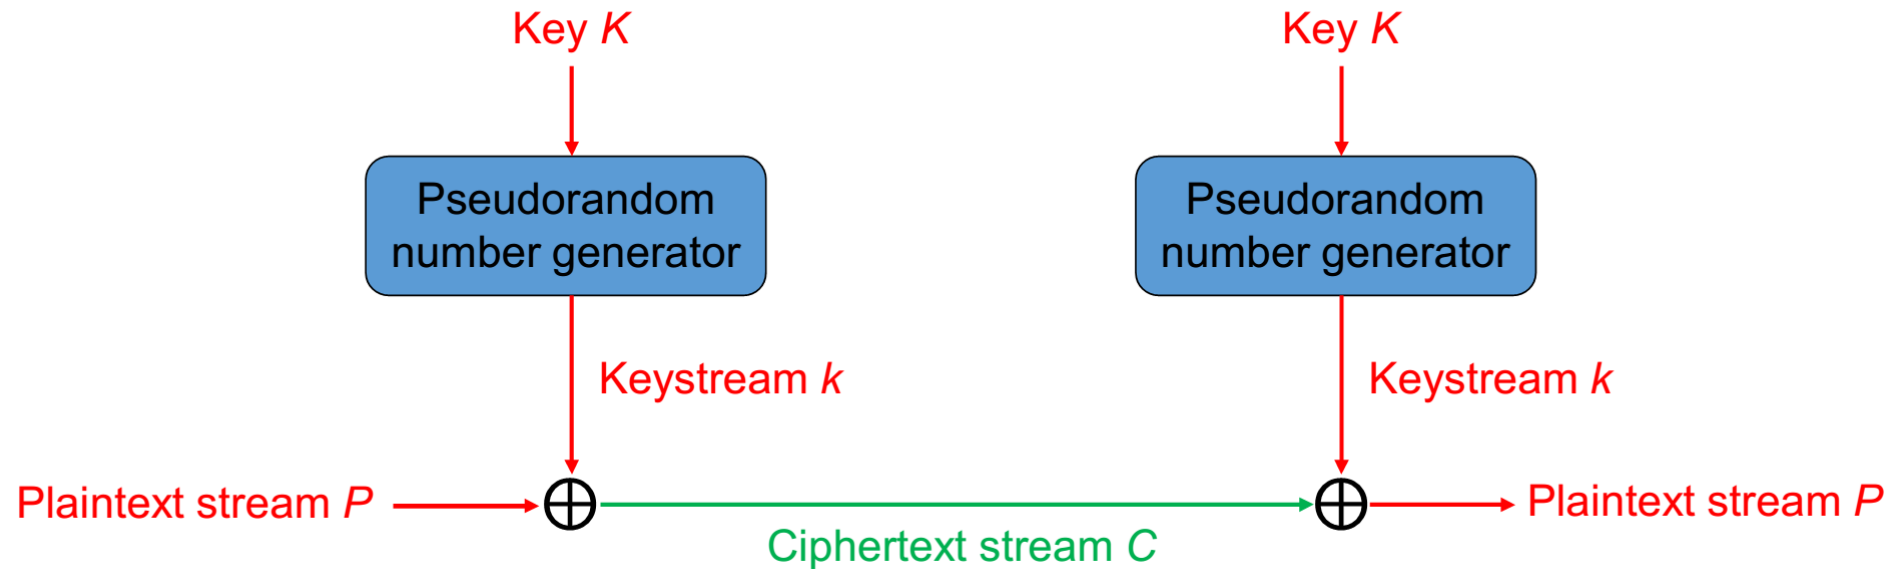 Key K
Key K
Pseudorandom
number generator
Pseudorandom
number generator
Keystream k
Keystream k
Plaintext stream P
Plaintext stream P
Ciphertext stream C